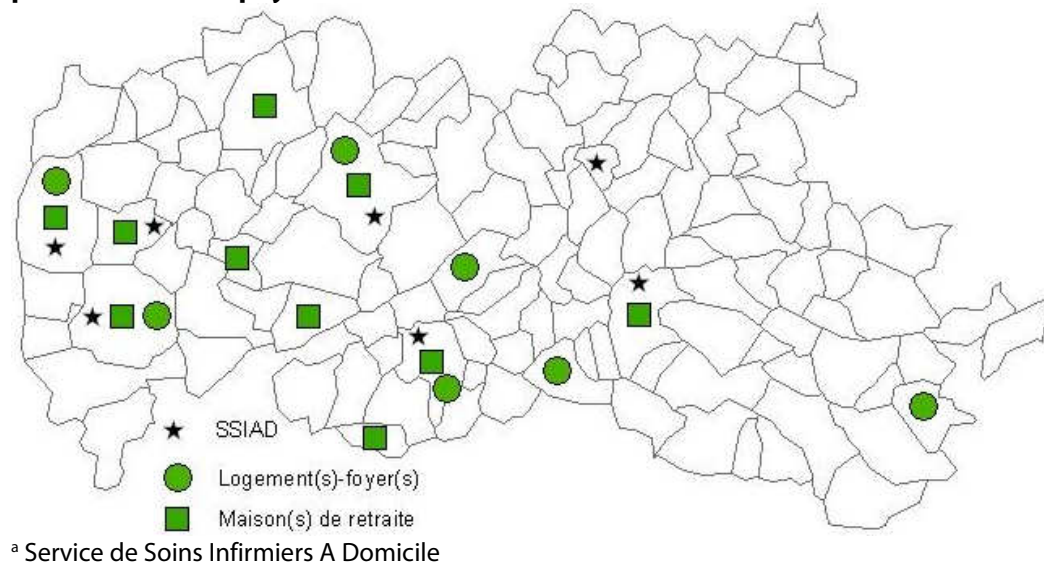 SSIAD
Logement(s)-foyer(s)
Maison(s) de retraite
a Service de Soins Infirmiers A Domicile